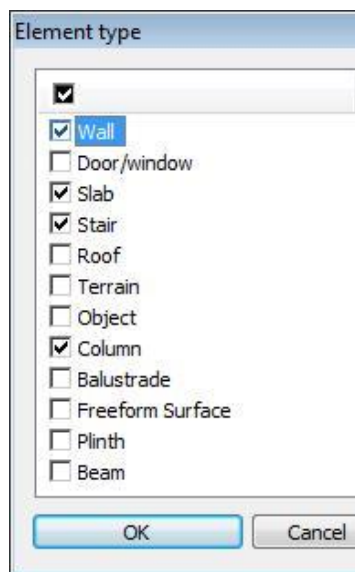 Element type
Wall
Door/window
Slab
Stair
Roof
Terrain
Object
Column
Balustrade
Freeform Surface
Plinth
Beam
OK
Cancel